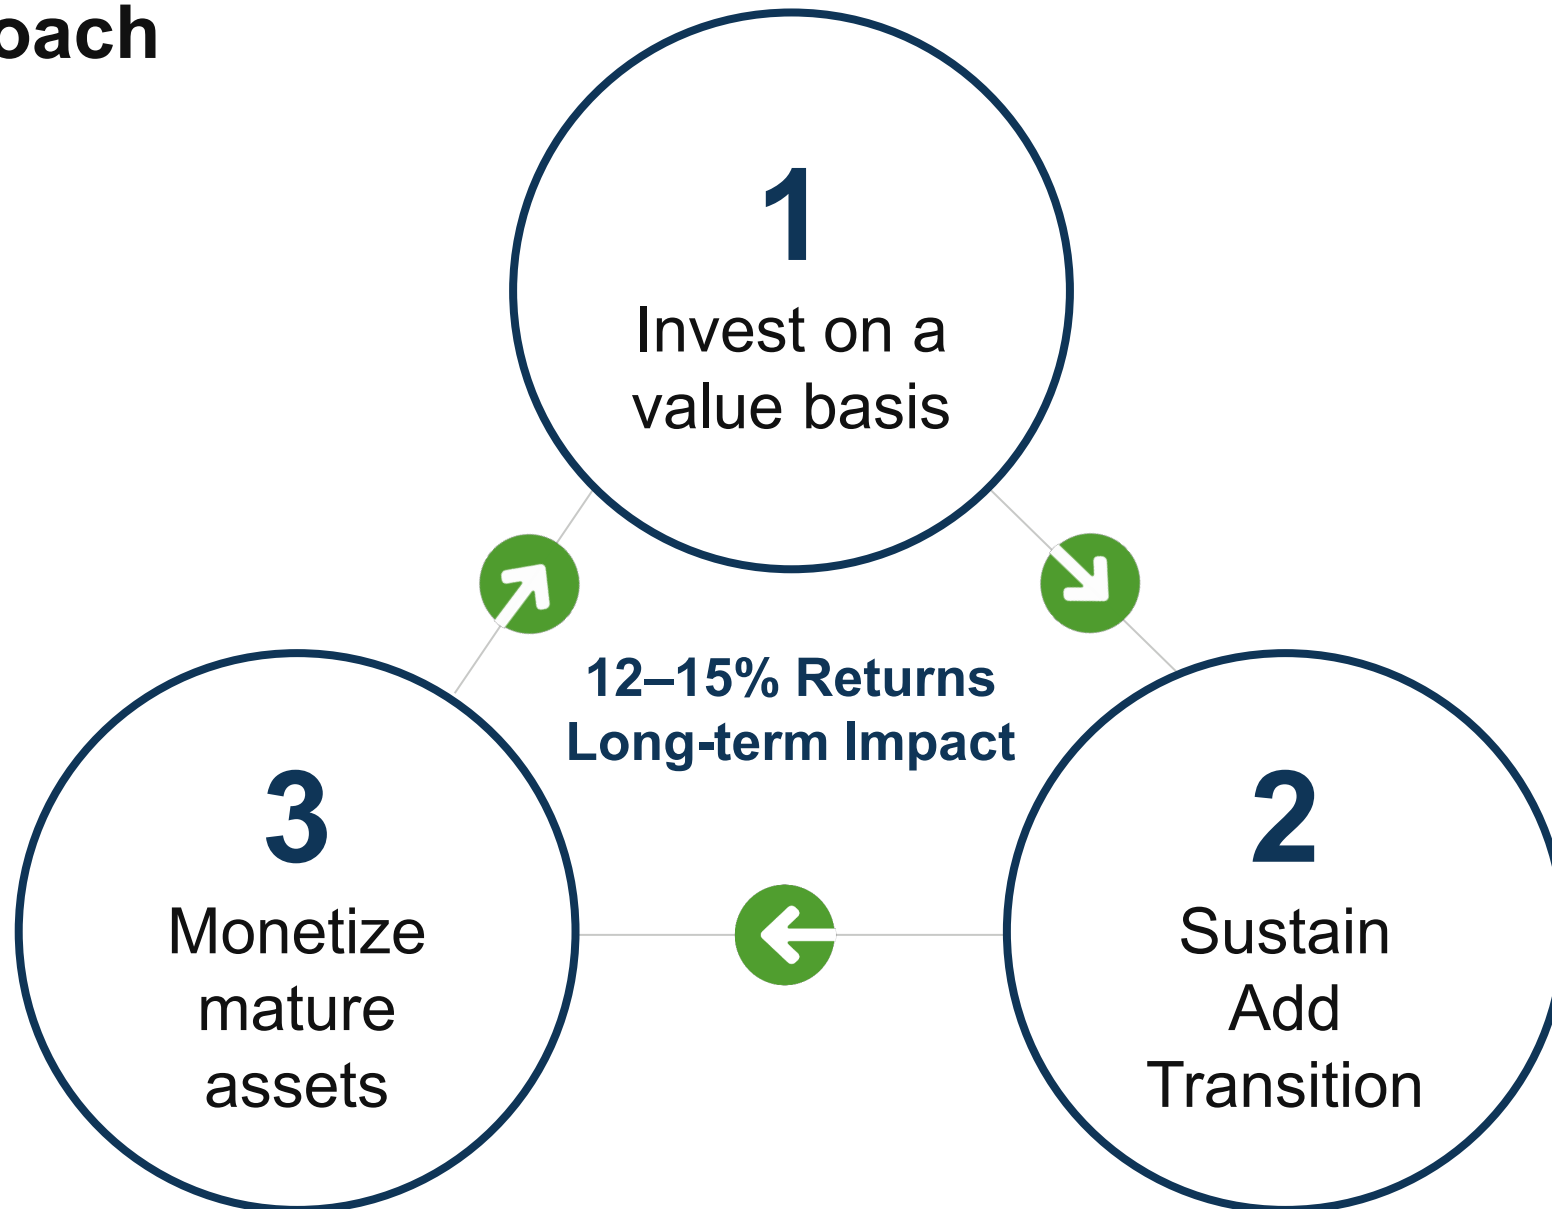 oach
1
Invest on a
value basis
12–15% Returns
Long-term Impact
3
Monetize
mature
assets
2
Sustain
Add
Transition